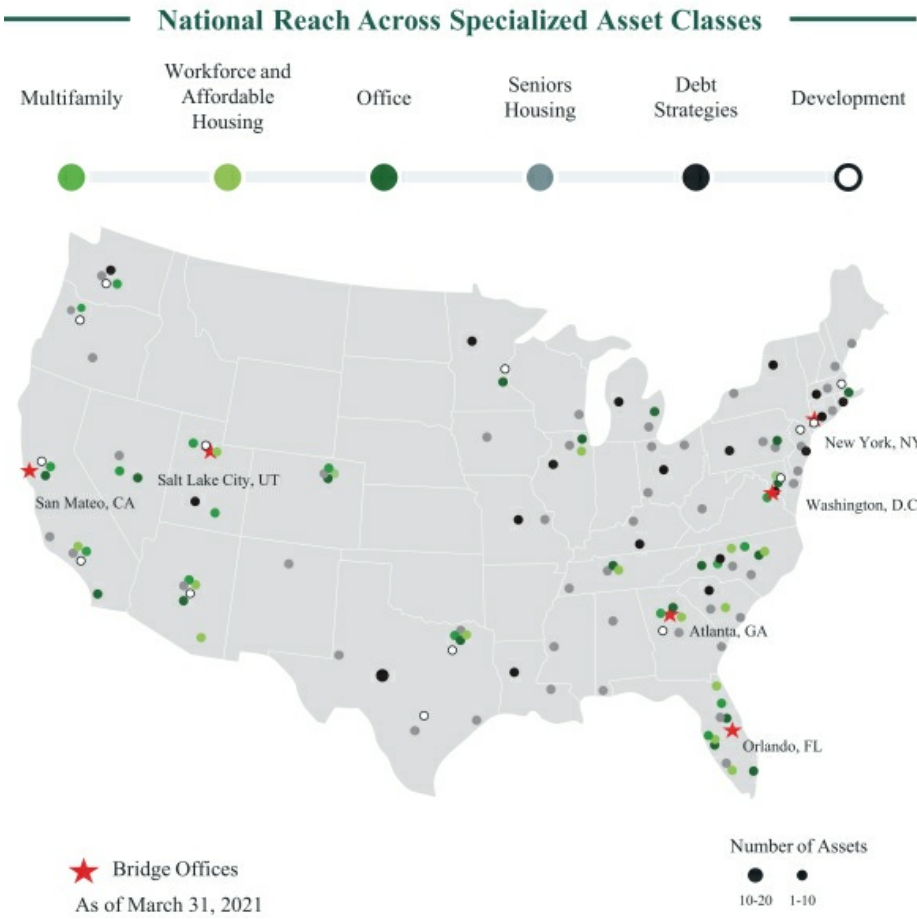 National Reach Across Specialized Asset Classes
Multifamily
Workforce and
Affordable
Housing
Office
Seniors
Housing
Debt
Strategies
Development
New York, NY
Salt Lake City, UT
San Mateo, CA
Washington, D.C
Atlanta, GA
Orlando, FL
Bridge Offices
As of March 31, 2021
Number of Assets
10-20 1-10